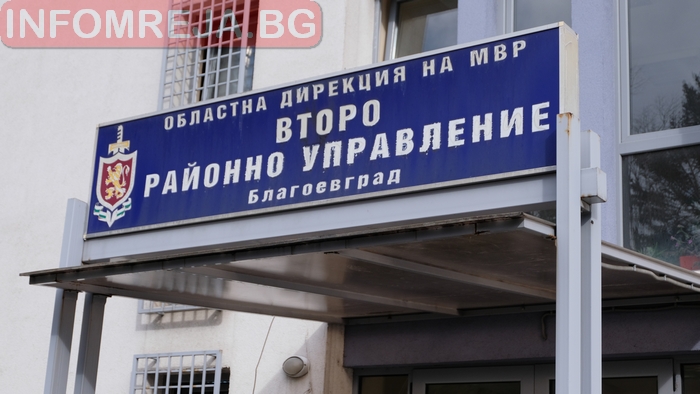 INFOMREJA.BG
ОБЛАСТНА ДИРЕКЦИЯ НА МВР
ВТОРО
РАЙОННО УПРАВЛЕНИЕ
Благоевград